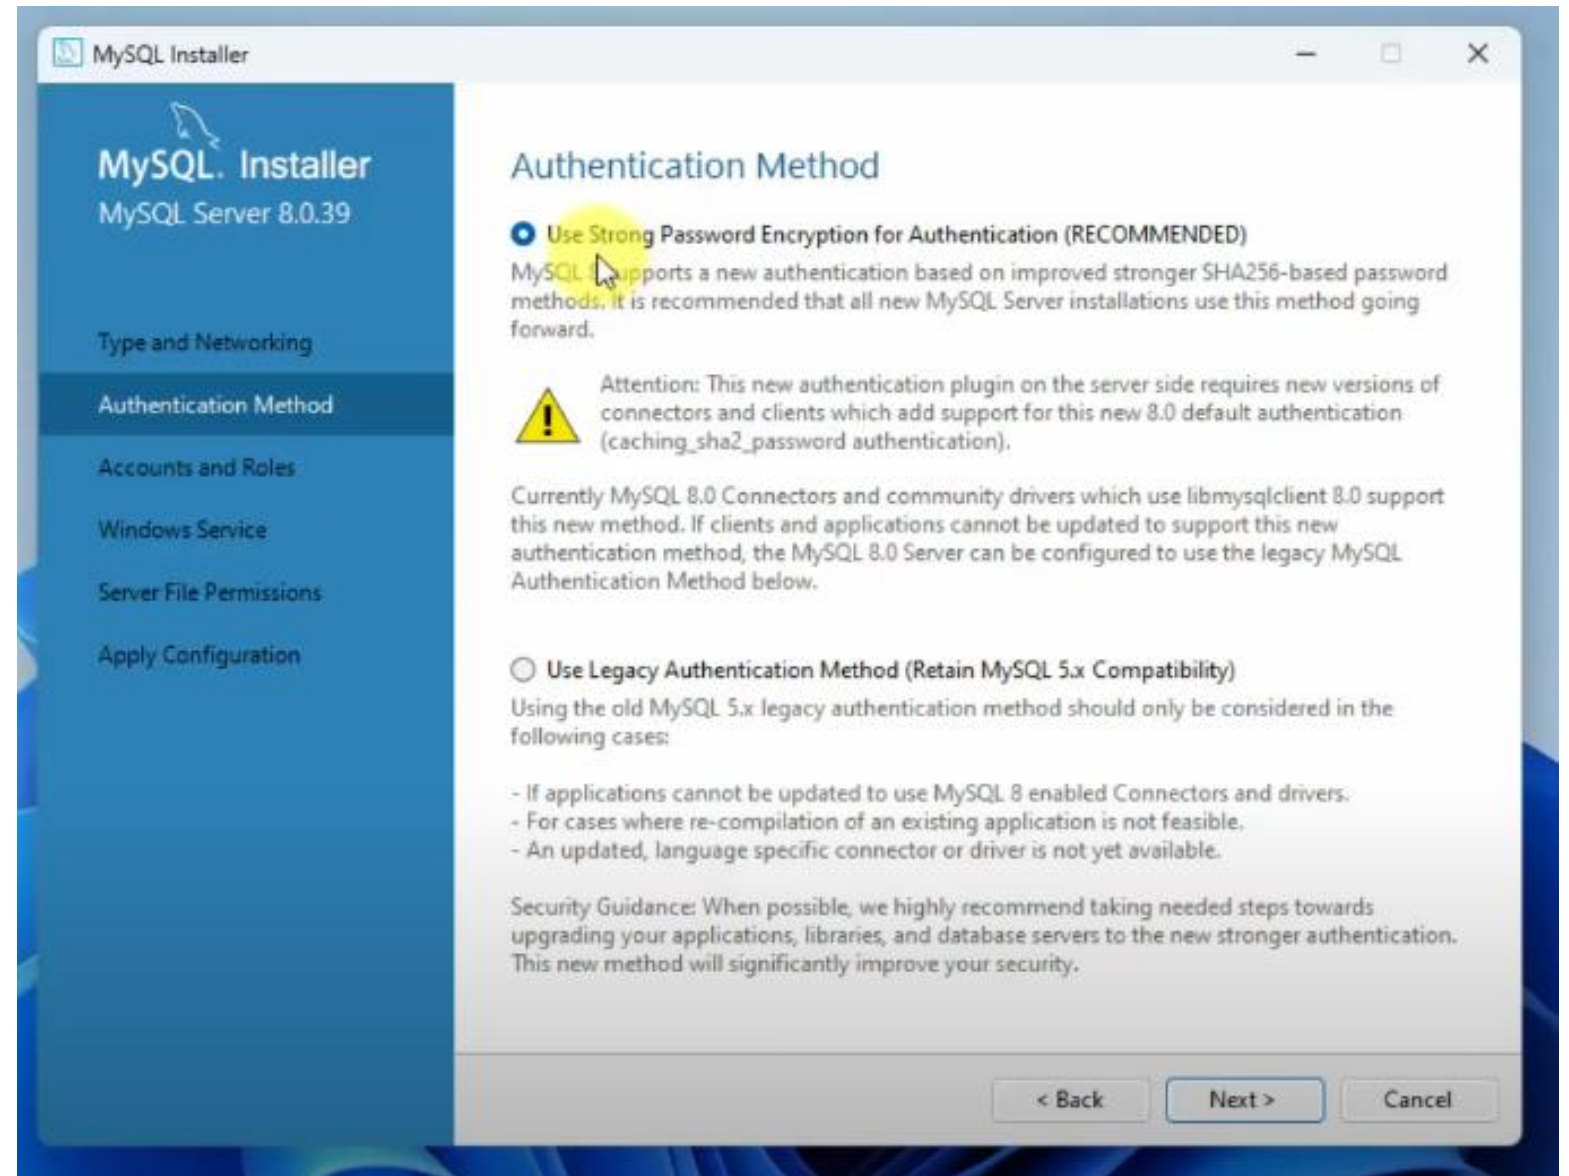 MySQL Installer
MySQL. Installer
MySQL Server 8.0.39
Type and Networking
Authentication Method
Accounts and Roles
Windows Service
Server File Permissions
Apply Configuration
Authentication Method
Use Strong Password Encryption for Authentication (RECOMMENDED)
MySQL supports a new authentication based on improved stronger SHA256-based password
methods. It is recommended that all new MySQL Server installations use this method going
forward.
Attention: This new authentication plugin on the server side requires new versions of
connectors and clients which add support for this new 8.0 default authentication
(caching_sha2_password authentication).
Currently MySQL 8.0 Connectors and community drivers which use libmysqlclient 8.0 support
this new method. If clients and applications cannot be updated to support this new
authentication method, the MySQL 8.0 Server can be configured to use the legacy MySQL
Authentication Method below.
Use Legacy Authentication Method (Retain MySQL 5.x Compatibility)
Using the old MySQL 5.x legacy authentication method should only be considered in the
following cases:
- If applications cannot be updated to use MySQL 8 enabled Connectors and drivers.
- For cases where re-compilation of an existing application is not feasible.
- An updated, language specific connector or driver is not yet available.
Security Guidance: When possible, we highly recommend taking needed steps towards
upgrading your applications, libraries, and database servers to the new stronger authentication.
This new method will significantly improve your security.
< Back
Next >
Cancel